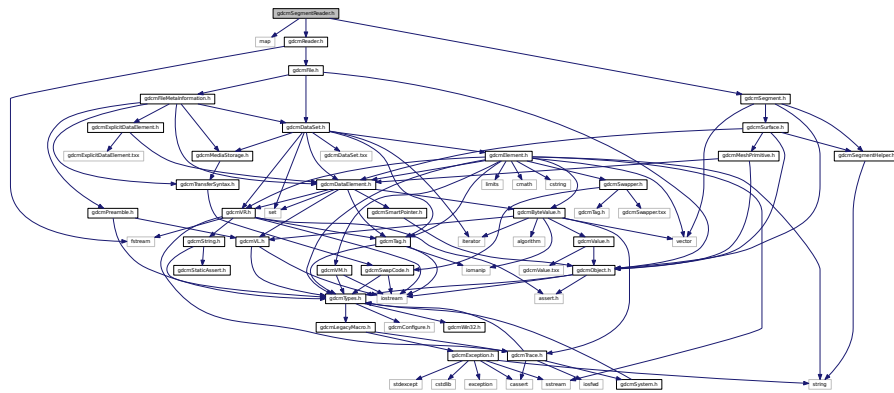 gdcmSegmentReader.h
map
gdcmReader.h
gdcmFile.h
gdcmFileMetaInformation.h
gdcmSegment.h
gdcmExplicitDataElement.h
gdcmDataSet.h
gdcmSurface.h
gdcmExplicitDataElement.txx
gdcmMediaStorage.h
gdcmDataSet.txx
gdcmElement.h
gdcmMeshPrimitive.h
gdcmSegmentHelper.h
gdcmTransferSyntax.h
gdcmDataElement.h
limits
cmath
cstring
gdcmSwapper.h
gdcmPreamble.h
gdcmVR.h
set
gdcmSmartPointer.h
gdcmByteValue.h
gdcmTag.h
gdcmSwapper.txx
fstream
gdcmString.h
gdcmVL.h
gdcmTag.h
iterator
algorithm
gdcmValue.h
vector
gdcmStaticAssert.h
gdcmVM.h
gdcmSwapCode.h
iomanip
gdcmValue.txx
gdcmObject.h
gdcmTypes.h
iostream
assert.h
gdcmLegacyMacro.h
gdcmConfigure.h
gdcmWin32.h
gdcmException.h
gdcmTrace.h
stdexcept
cstdlib
exception
cassert
sstream
iosfwd
gdcmSystem.h
string